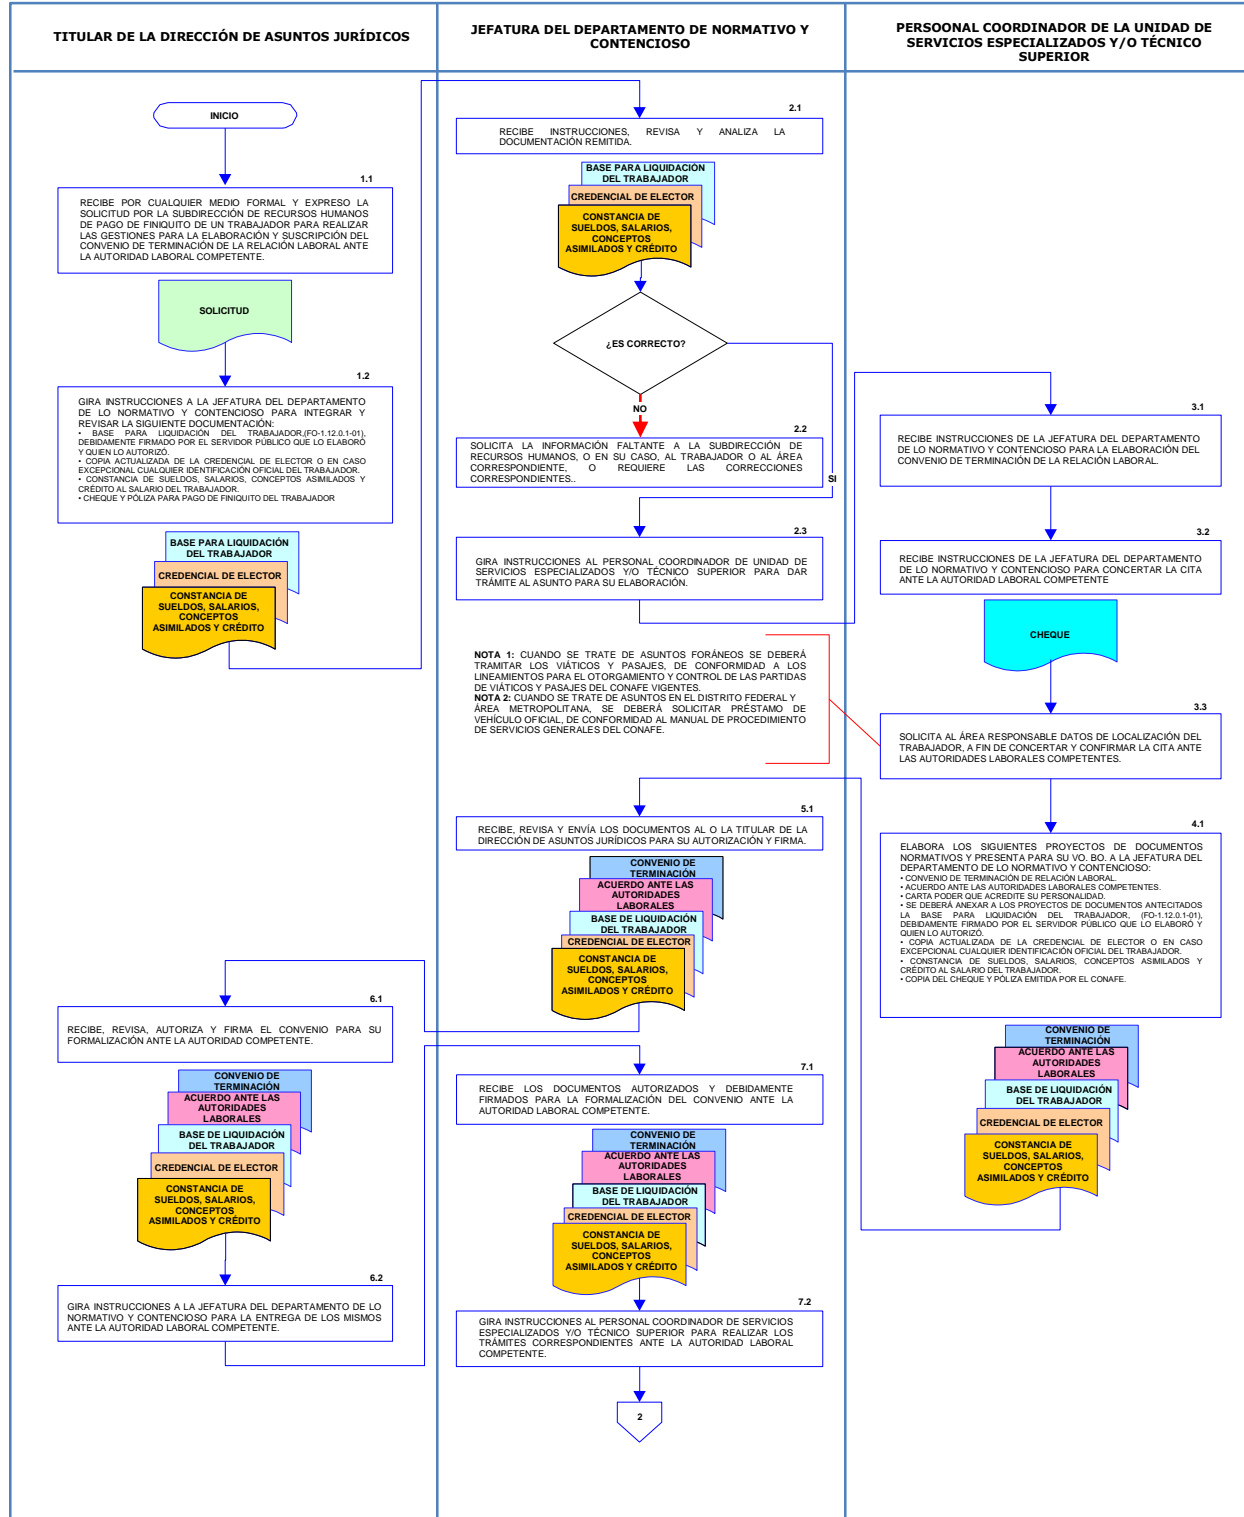 TITULAR DE LA DIRECCIÓN DE ASUNTOS JURÍDICOS
JEFATURA DEL DEPARTAMENTO DE NORMATIVO Y
CONTENCIOSO
PERSOONAL COORDINADOR DE LA UNIDAD DE
SERVICIOS ESPECIALIZADOS Y/O TÉCNICO
SUPERIOR
INICIO
1.1
RECIBE POR CUALQUIER MEDIO FORMAL Y EXPRESO LA
SOLICITUD POR LA SUBDIRECCIÓN DE RECURSOS HUMANOS
DE PAGO DE FINIQUITO DE UN TRABAJADOR PARA REALIZAR
LAS GESTIONES PARA LA ELABORACIÓN Y SUSCRIPCIÓN DEL
CONVENIO DE TERMINACIÓN DE LA RELACIÓN LABORAL ANTE
LA AUTORIDAD LABORAL COMPETENTE.
SOLICITUD
1.2
GIRA INSTRUCCIONES A LA JEFATURA DEL DEPARTAMENTO
DE LO NORMATIVO Y CONTENCIOSO PARA INTEGRAR Y
REVISAR LA SIGUIENTE DOCUMENTACIÓN:
• BASE PARA LIQUIDACIÓN DEL TRABAJADOR,(FO-1.12.0.1-01),
DEBIDAMENTE FIRMADO POR EL SERVIDOR PÚBLICO QUE LO ELABORÓ
Y QUIEN LO AUTORIZÓ.
• COPIA ACTUALIZADA DE LA CREDENCIAL DE ELECTOR O EN CASO
EXCEPCIONAL CUALQUIER IDENTIFICACIÓN OFICIAL DEL TRABAJADOR.
• CONSTANCIA DE SUELDOS, SALARIOS, CONCEPTOS ASIMILADOS Y
CRÉDITO AL SALARIO DEL TRABAJADOR.
• CHEQUE Y PÓLIZA PARA PAGO DE FINIQUITO DEL TRABAJADOR
BASE PARA LIQUIDACIÓN
DEL TRABAJADOR
CREDENCIAL DE ELECTOR
CONSTANCIA DE
SUELDOS, SALARIOS,
CONCEPTOS
ASIMILADOS Y CRÉDITO
2.1
RECIBE INSTRUCCIONES, REVISA Y ANALIZA LA
DOCUMENTACIÓN REMITIDA.
BASE PARA LIQUIDACIÓN
DEL TRABAJADOR
CREDENCIAL DE ELECTOR
CONSTANCIA DE
SUELDOS, SALARIOS,
CONCEPTOS
ASIMILADOS Y CRÉDITO
¿ES CORRECTO?
NO
SI
2.2
SOLICITA LA INFORMACIÓN FALTANTE A LA SUBDIRECCIÓN DE
RECURSOS HUMANOS, O EN SU CASO, AL TRABAJADOR O AL ÁREA
CORRESPONDIENTE, O REQUIERE LAS CORRECCIONES
CORRESPONDIENTES..
2.3
GIRA INSTRUCCIONES AL PERSONAL COORDINADOR DE UNIDAD DE
SERVICIOS ESPECIALIZADOS Y/O TÉCNICO SUPERIOR PARA DAR
TRÁMITE AL ASUNTO PARA SU ELABORACIÓN.
3.1
RECIBE INSTRUCCIONES DE LA JEFATURA DEL DEPARTAMENTO
DE LO NORMATIVO Y CONTENCIOSO PARA LA ELABORACIÓN DEL
CONVENIO DE TERMINACIÓN DE LA RELACIÓN LABORAL.
3.2
RECIBE INSTRUCCIONES DE LA JEFATURA DEL DEPARTAMENTO
DE LO NORMATIVO Y CONTENCIOSO PARA CONCERTAR LA CITA
ANTE LA AUTORIDAD LABORAL COMPETENTE
CHEQUE
3.3
SOLICITA AL ÁREA RESPONSABLE DATOS DE LOCALIZACIÓN DEL
TRABAJADOR, A FIN DE CONCERTAR Y CONFIRMAR LA CITA ANTE
LAS AUTORIDADES LABORALES COMPETENTES.
NOTA 1: CUANDO SE TRATE DE ASUNTOS FORÁNEOS SE DEBERÁ
TRAMITAR LOS VIÁTICOS Y PASAJES, DE CONFORMIDAD A LOS
LINEAMIENTOS PARA EL OTORGAMIENTO Y CONTROL DE LAS PARTIDAS
DE VIÁTICOS Y PASAJES DEL CONAFE VIGENTES.
NOTA 2: CUANDO SE TRATE DE ASUNTOS EN EL DISTRITO FEDERAL Y
ÁREA METROPOLITANA, SE DEBERÁ SOLICITAR PRÉSTAMO DE
VEHÍCULO OFICIAL, DE CONFORMIDAD AL MANUAL DE PROCEDIMIENTO
DE SERVICIOS GENERALES DEL CONAFE.
4.1
ELABORA LOS SIGUIENTES PROYECTOS DE DOCUMENTOS
NORMATIVOS Y PRESENTA PARA SU VO. BO. A LA JEFATURA DEL
DEPARTAMENTO DE LO NORMATIVO Y CONTENCIOSO:
• CONVENIO DE TERMINACIÓN DE RELACIÓN LABORAL.
• ACUERDO ANTE LAS AUTORIDADES LABORALES COMPETENTES.
• CARTA PODER QUE ACREDITE SU PERSONALIDAD.
• SE DEBERÁ ANEXAR A LOS PROYECTOS DE DOCUMENTOS ANTECITADOS
LA BASE PARA LIQUIDACIÓN DEL TRABAJADOR, (FO-1.12.0.1-01),
DEBIDAMENTE FIRMADO POR EL SERVIDOR PÚBLICO QUE LO ELABORÓ Y
QUIEN LO AUTORIZÓ.
• COPIA ACTUALIZADA DE LA CREDENCIAL DE ELECTOR O EN CASO
EXCEPCIONAL CUALQUIER IDENTIFICACIÓN OFICIAL DEL TRABAJADOR.
• CONSTANCIA DE SUELDOS, SALARIOS, CONCEPTOS ASIMILADOS Y
CRÉDITO AL SALARIO DEL TRABAJADOR.
• COPIA DEL CHEQUE Y PÓLIZA EMITIDA POR EL CONAFE.
CONVENIO DE
TERMINACIÓN
ACUERDO ANTE LAS
AUTORIDADES
LABORALES
BASE DE LIQUIDACIÓN
DEL TRABAJADOR
CREDENCIAL DE ELECTOR
CONSTANCIA DE
SUELDOS, SALARIOS,
CONCEPTOS
ASIMILADOS Y CRÉDITO
5.1
RECIBE, REVISA Y ENVÍA LOS DOCUMENTOS AL O LA TITULAR DE LA
DIRECCIÓN DE ASUNTOS JURÍDICOS PARA SU AUTORIZACIÓN Y FIRMA.
CONVENIO DE
TERMINACIÓN
ACUERDO ANTE LAS
AUTORIDADES
LABORALES
BASE DE LIQUIDACIÓN
DEL TRABAJADOR
CREDENCIAL DE ELECTOR
CONSTANCIA DE
SUELDOS, SALARIOS,
CONCEPTOS
ASIMILADOS Y CRÉDITO
6.1
RECIBE, REVISA, AUTORIZA Y FIRMA EL CONVENIO PARA SU
FORMALIZACIÓN ANTE LA AUTORIDAD COMPETENTE.
CONVENIO DE
TERMINACIÓN
ACUERDO ANTE LAS
AUTORIDADES
LABORALES
BASE DE LIQUIDACIÓN
DEL TRABAJADOR
CREDENCIAL DE ELECTOR
CONSTANCIA DE
SUELDOS, SALARIOS,
CONCEPTOS
ASIMILADOS Y CRÉDITO
6.2
GIRA INSTRUCCIONES A LA JEFATURA DEL DEPARTAMENTO DE LO
NORMATIVO Y CONTENCIOSO PARA LA ENTREGA DE LOS MISMOS
ANTE LA AUTORIDAD LABORAL COMPETENTE.
7.1
RECIBE LOS DOCUMENTOS AUTORIZADOS Y DEBIDAMENTE
FIRMADOS PARA LA FORMALIZACIÓN DEL CONVENIO ANTE LA
AUTORIDAD LABORAL COMPETENTE.
CONVENIO DE
TERMINACIÓN
ACUERDO ANTE LAS
AUTORIDADES
LABORALES
BASE DE LIQUIDACIÓN
DEL TRABAJADOR
CREDENCIAL DE ELECTOR
CONSTANCIA DE
SUELDOS, SALARIOS,
CONCEPTOS
ASIMILADOS Y CRÉDITO
7.2
GIRA INSTRUCCIONES AL PERSONAL COORDINADOR DE SERVICIOS
ESPECIALIZADOS Y/O TÉCNICO SUPERIOR PARA REALIZAR LOS
TRÁMITES CORRESPONDIENTES ANTE LA AUTORIDAD LABORAL
COMPETENTE.
2